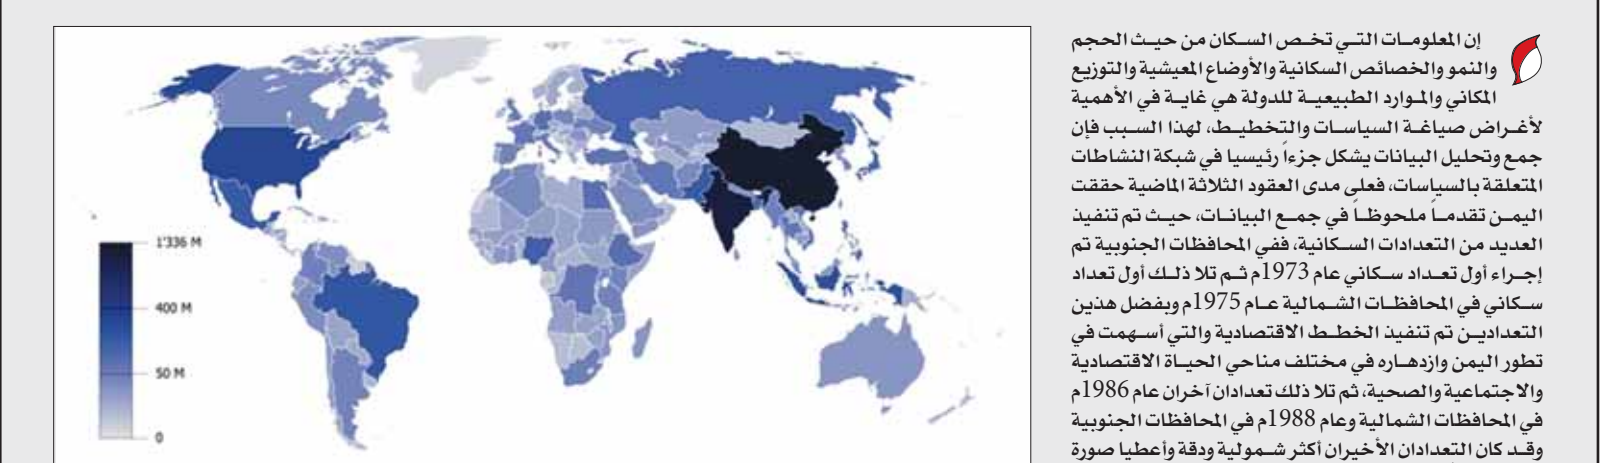 إن المعلومات التي تخص السكان من حيث الحجم
والنمو والخصائص السكانية والأوضاع المعيشية والتوزيع
المكاني والموارد الطبيعية للدولة هي غاية في الأهمية
لأغراض صياغة السياسات والتخطيط، لهذا السبب فإن
جمع وتحليل البيانات يشكل جزءاً رئيسيا في شبكة النشاطات
المتعلقة بالسياسات، فعلى مدى العقود الثلاثة الماضية حققت
اليمن تقدماً ملحوظاً في جمع البيانات، حيث تم تنفيذ
العديد من التعدادات السكانية، ففي المحافظات الجنوبية تم
إجراء أول تعداد سكاني عام 1973م ثم تلا ذلك أول تعداد
سكاني في المحافظات الشمالية عام 1975م وبفضل هذين
التعدادين تم تنفيذ الخطط الاقتصادية والتي أسهمت في
تطور اليمن وازدهاره في مختلف مناحي الحياة الاقتصادية
والاجتماعية والصحية، ثم تلا ذلك تعدادان آخران عام 1986م
في المحافظات الشمالية وعام 1988م في المحافظات الجنوبية
وقد كان التعدادان الأخيران أكثر شمولية ودقة وأعطيا صورة
1'336 M
400 M
50 M
0